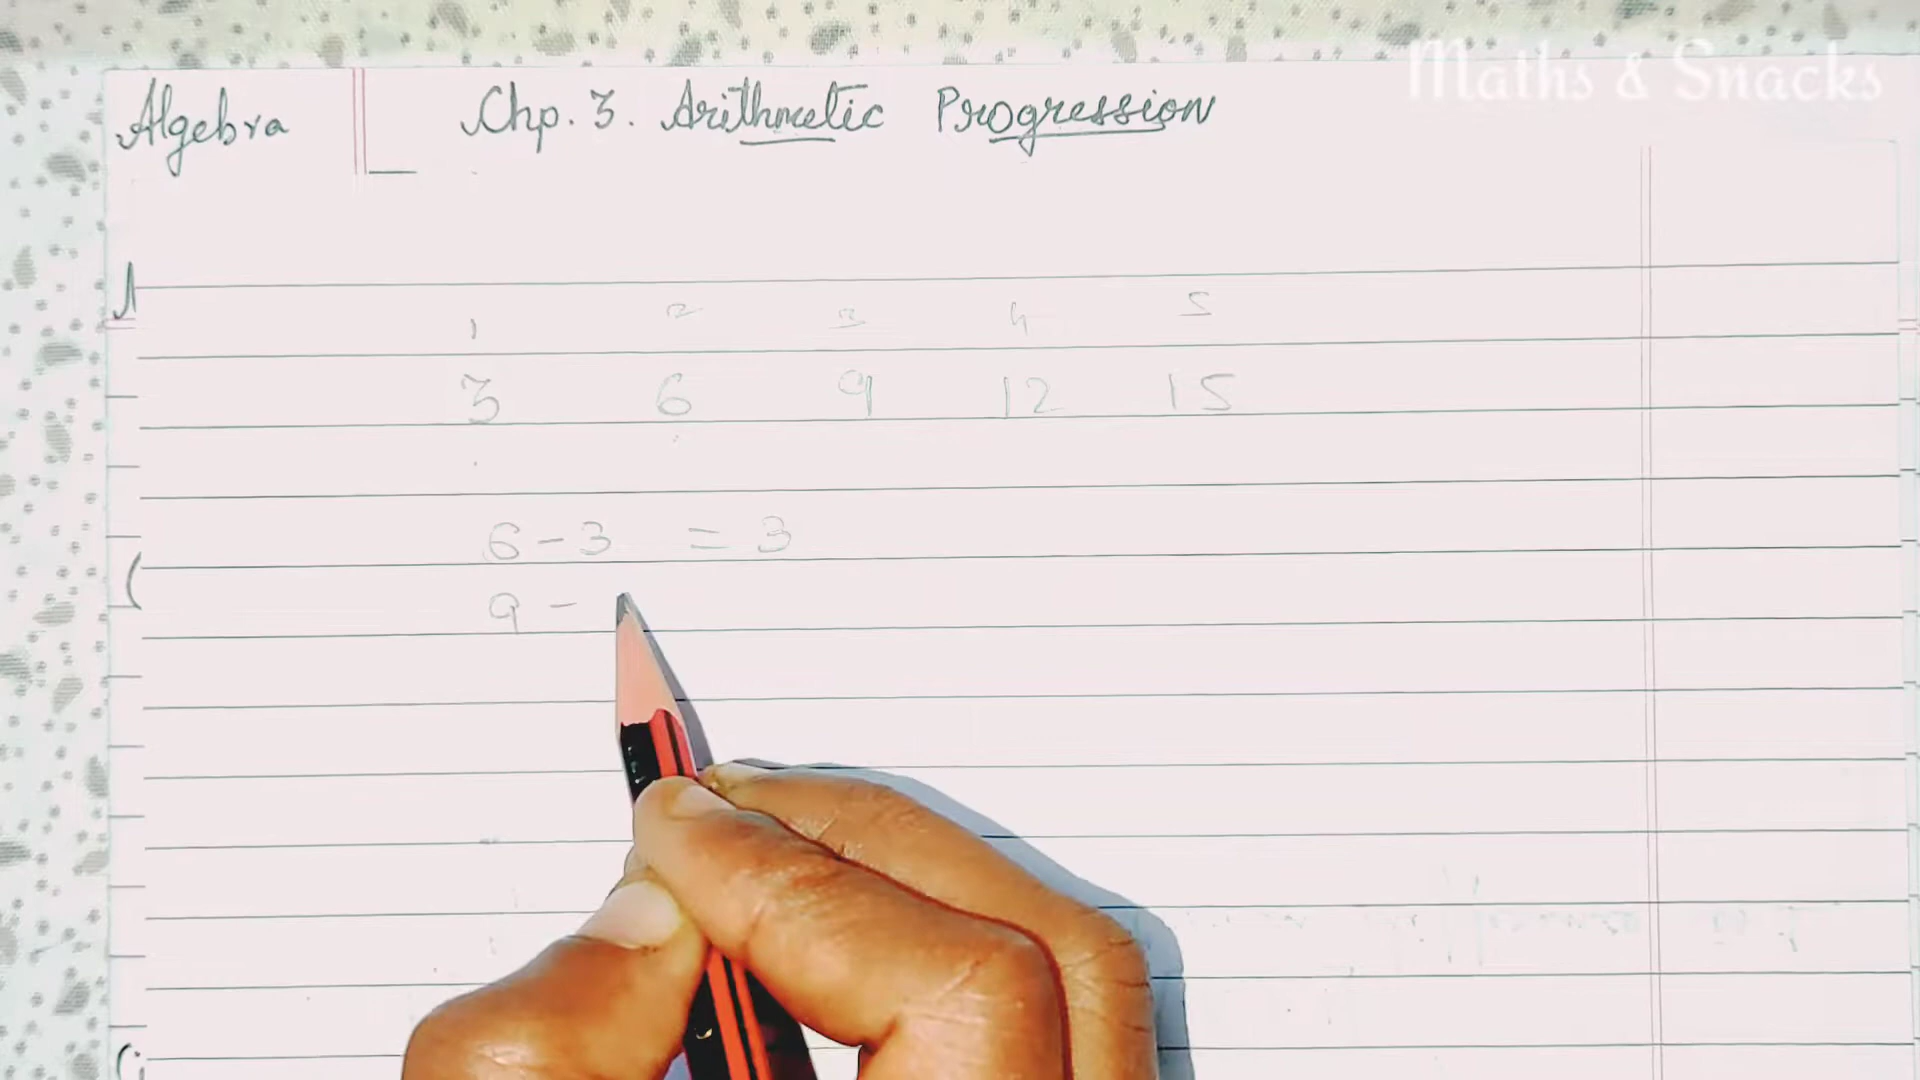 Maths & Snacks
Algebra Chp. 3. Arithmetic Progression
1 2 3 4 5
3 6 9 12 15
6 - 3 = 3
9 -